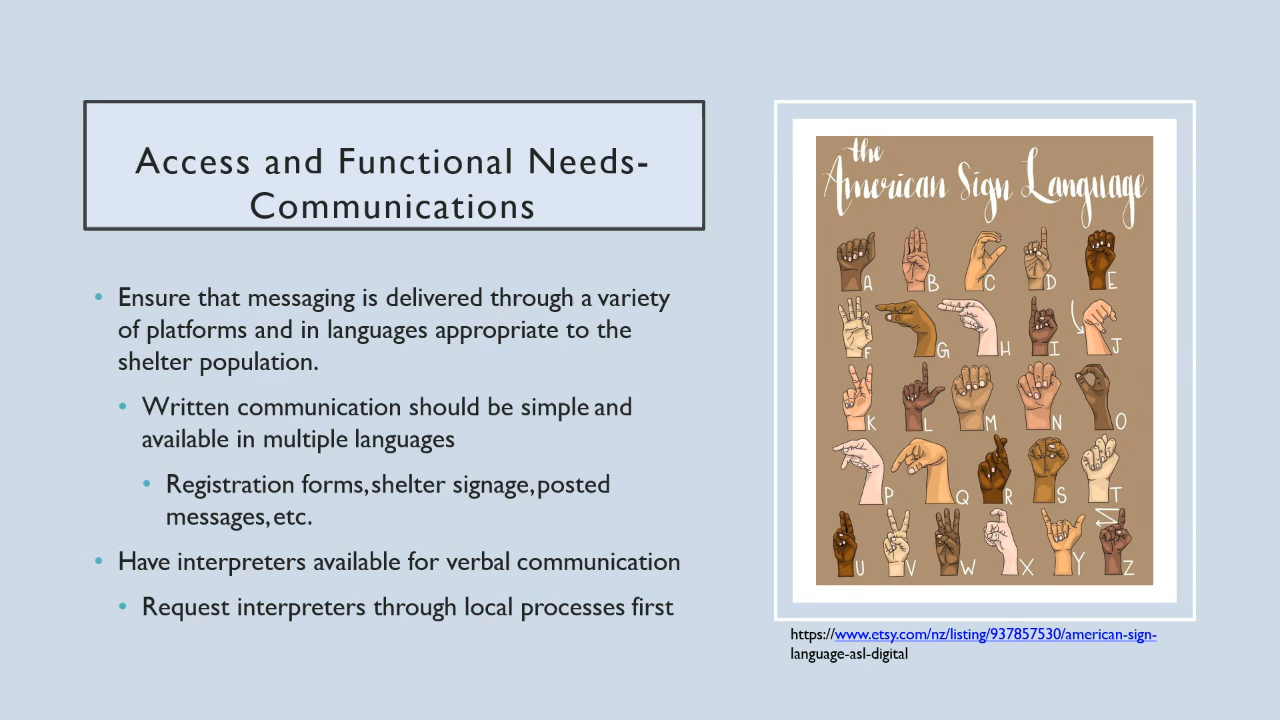 Access and Functional Needs-
Communications
• Ensure that messaging is delivered through a variety
of platforms and in languages appropriate to the
shelter population.
• Written communication should be simple and
available in multiple languages
• Registration forms, shelter signage, posted
messages, etc.
• Have interpreters available for verbal communication
• Request interpreters through local processes first
the
American Sign Language
A B C D E
F G H I J
K L M N O
P Q R S T
U V W X Y Z
https://www.etsy.com/nz/listing/937857530/american-sign-
language-asl-digital